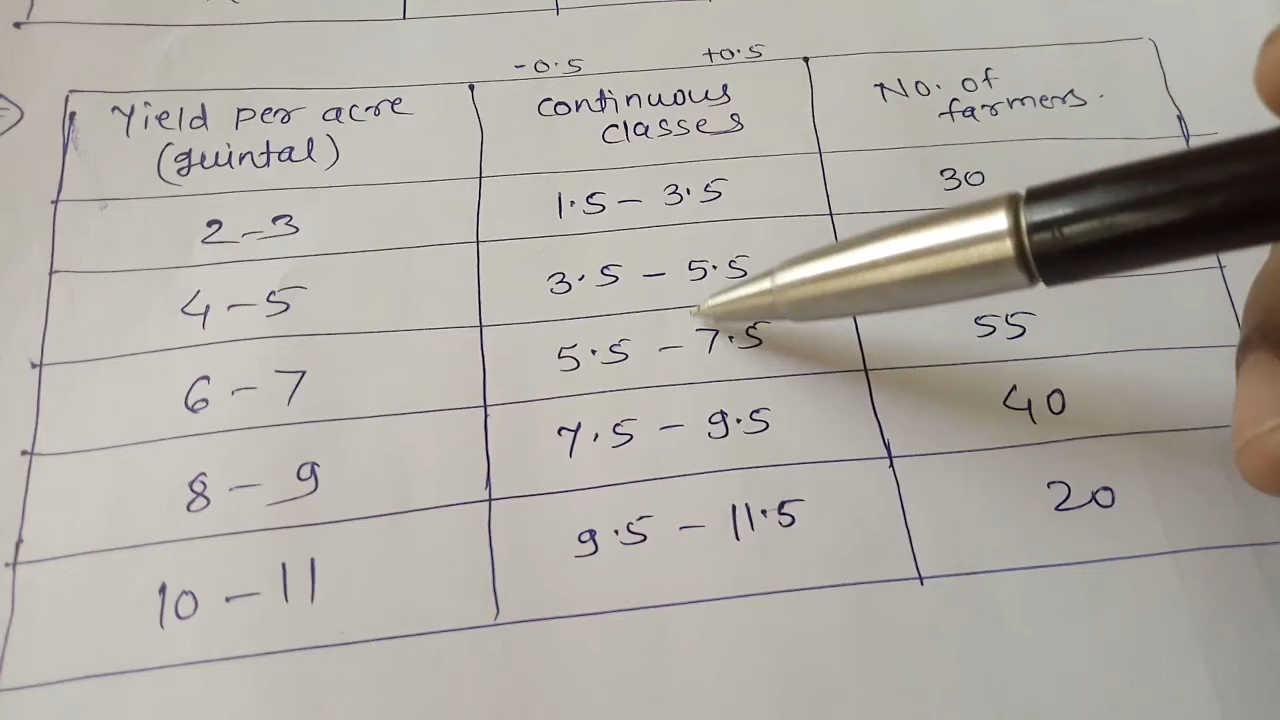 -0.5 +0.5
Yield per acre (quintal) continuous classes No. of farmers.
2-3 1.5 - 3.5 30
4-5 3.5 - 5.5
6-7 5.5 - 7.5 55
8-9 7.5 - 9.5 40
10-11 9.5 - 11.5 20